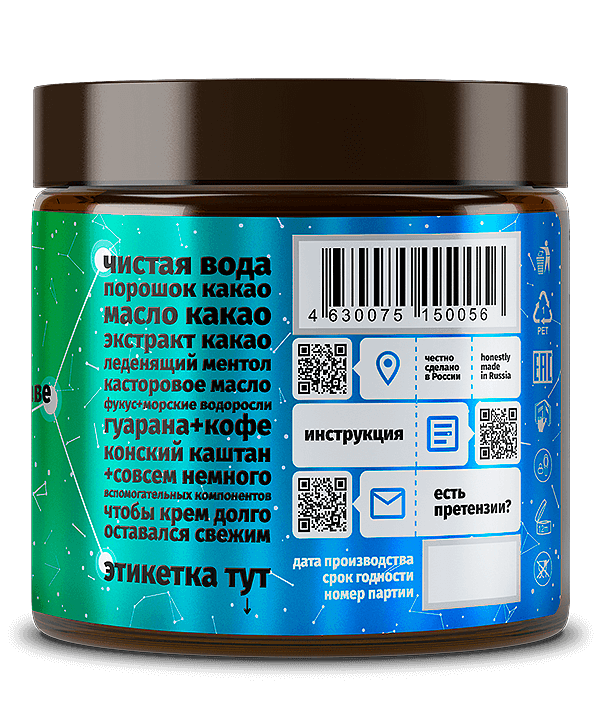 чистая вода
порошок какао
масло какао
экстракт какао
леденящий ментол
касторовое масло
фукус+морские водоросли
гуарана+кофе
конский каштан
+совсем немного
вспомогательных компонентов
чтобы крем долго
оставался свежим
этикетка тут
аве
4 630075 150056
честно
сделано
в России
honestly
made
in Russia
инструкция
есть
претензии?
дата производства
срок годности
номер партии
PET
EAC